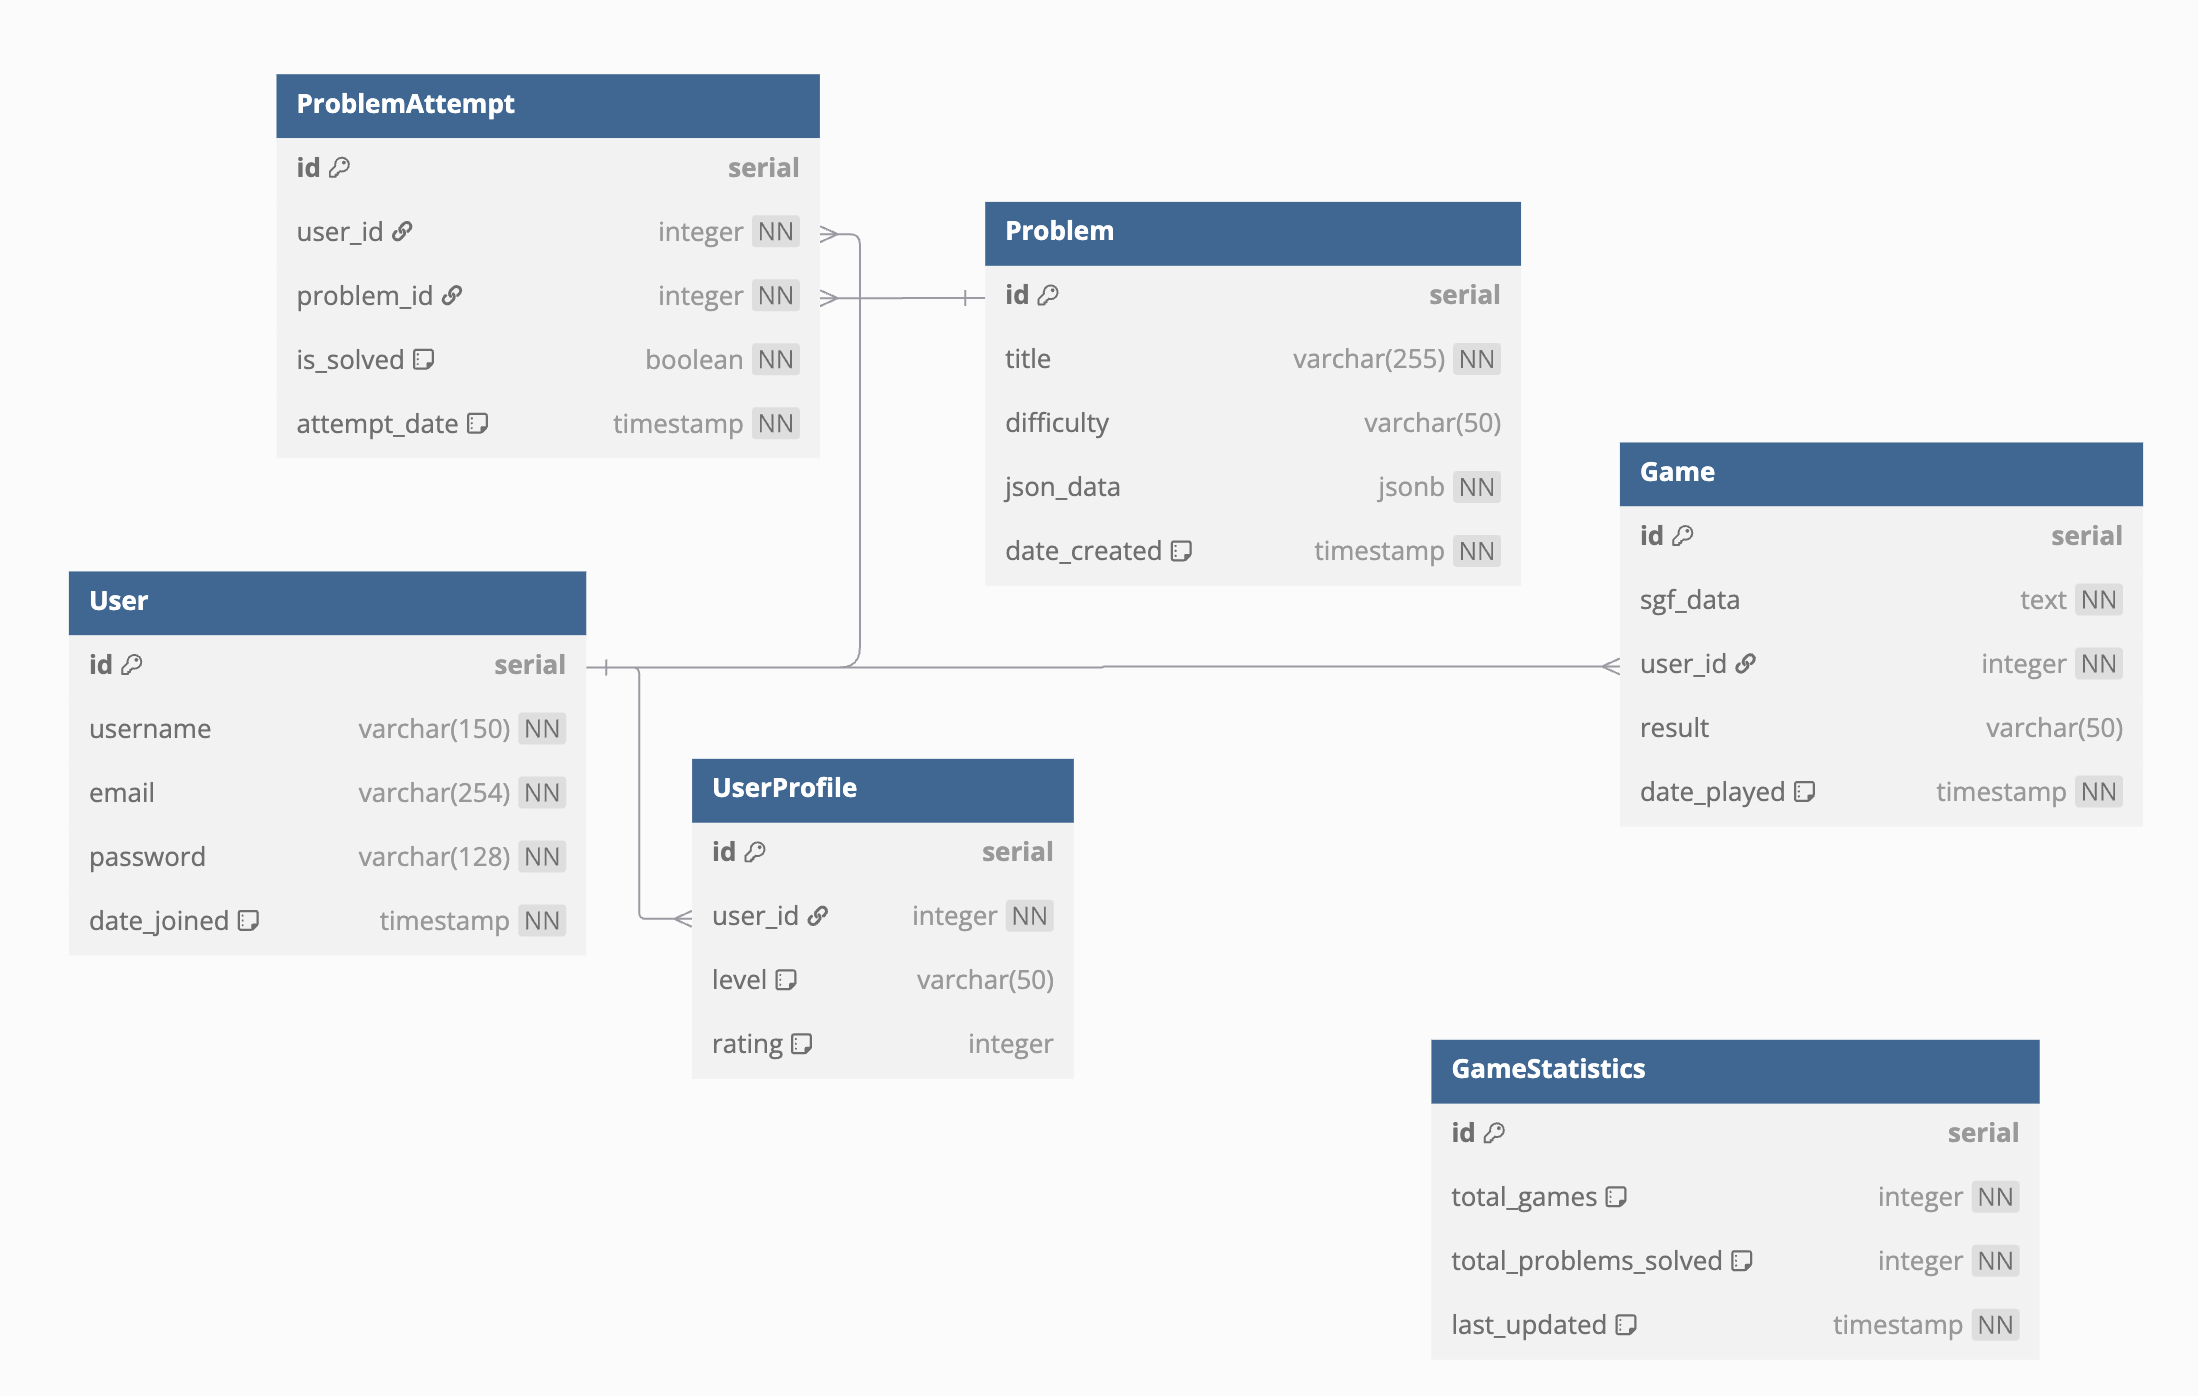 ProblemAttempt
id serial
user_id integer NN
problem_id integer NN
is_solved boolean NN
attempt_date timestamp NN
Problem
id serial
title varchar(255) NN
difficulty varchar(50)
json_data jsonb NN
date_created timestamp NN
Game
id serial
sgf_data text NN
user_id integer NN
result varchar(50)
date_played timestamp NN
User
id serial
username varchar(150) NN
email varchar(254) NN
password varchar(128) NN
date_joined timestamp NN
UserProfile
id serial
user_id integer NN
level varchar(50)
rating integer
GameStatistics
id serial
total_games integer NN
total_problems_solved integer NN
last_updated timestamp NN